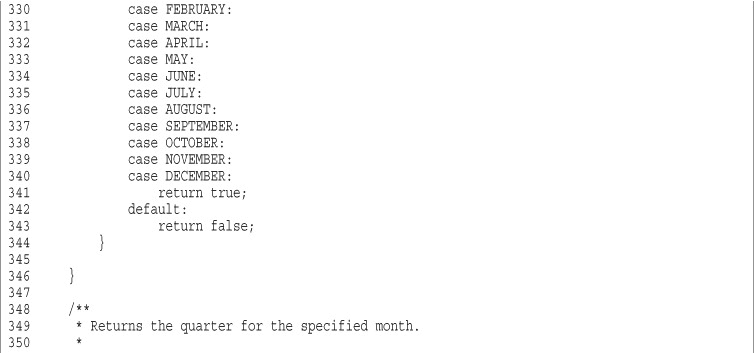 330             case FEBRUARY:
331             case MARCH:
332             case APRIL:
333             case MAY:
334             case JUNE:
335             case JULY:
336             case AUGUST:
337             case SEPTEMBER:
338             case OCTOBER:
339             case NOVEMBER:
340             case DECEMBER:
341                 return true;
342             default:
343                 return false;
344         }
345
346     }
347
348     /**
349      * Returns the quarter for the specified month.
350      *